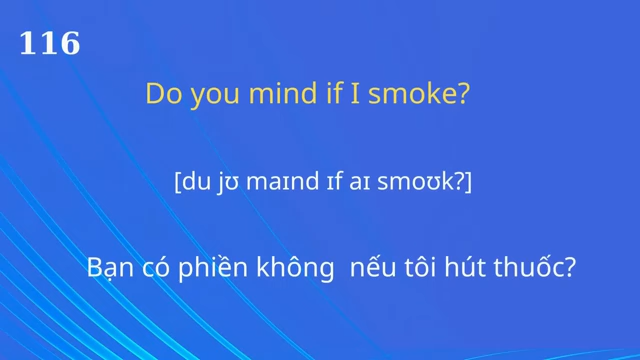 116
Do you mind if I smoke?
[du jʊ maɪnd ɪf aɪ smoʊk?]
Bạn có phiền không  nếu tôi hút thuốc?